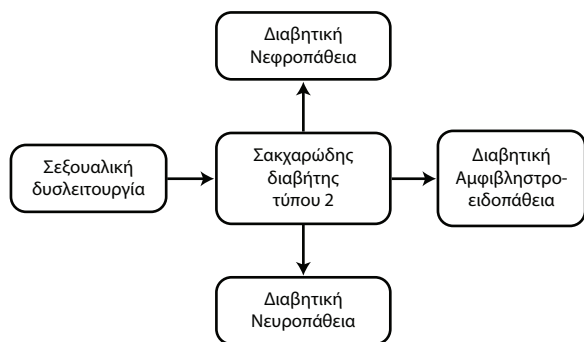 Διαβητική
Νεφροπάθεια
Σεξουαλική
δυσλειτουργία
Σακχαρώδης
διαβήτης
τύπου 2
Διαβητική
Αμφιβληστρο-
ειδοπάθεια
Διαβητική
Νευροπάθεια